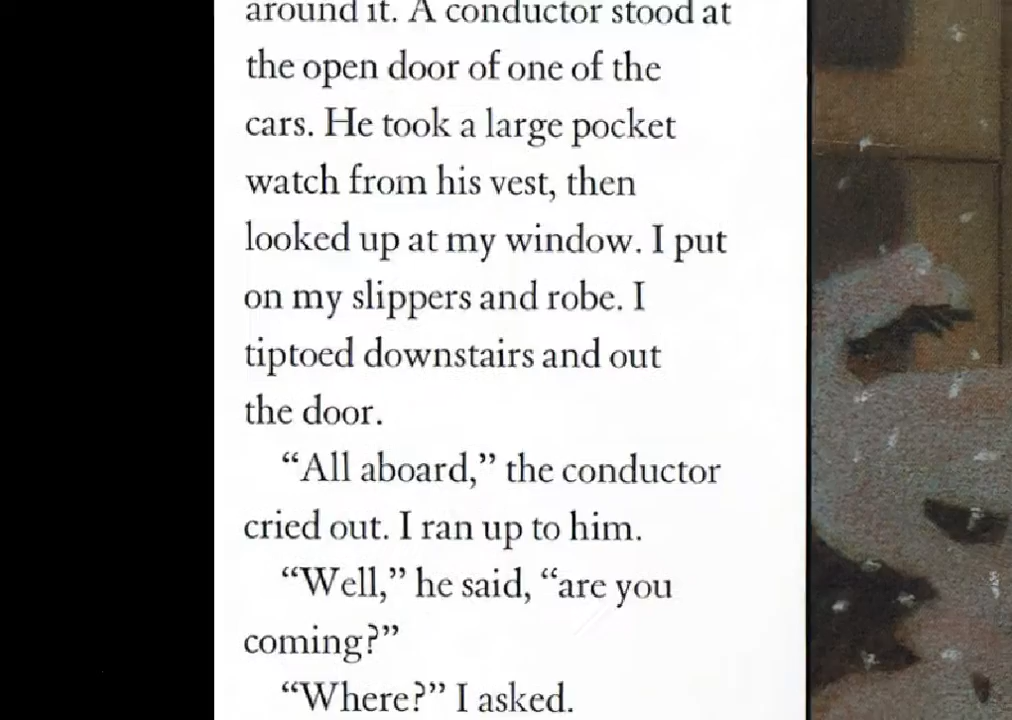 around it. A conductor stood at
the open door of one of the
cars. He took a large pocket
watch from his vest, then
looked up at my window. I put
on my slippers and robe. I
tiptoed downstairs and out
the door.
“All aboard,” the conductor
cried out. I ran up to him.
“Well,” he said, “are you
coming?”
“Where?” I asked.